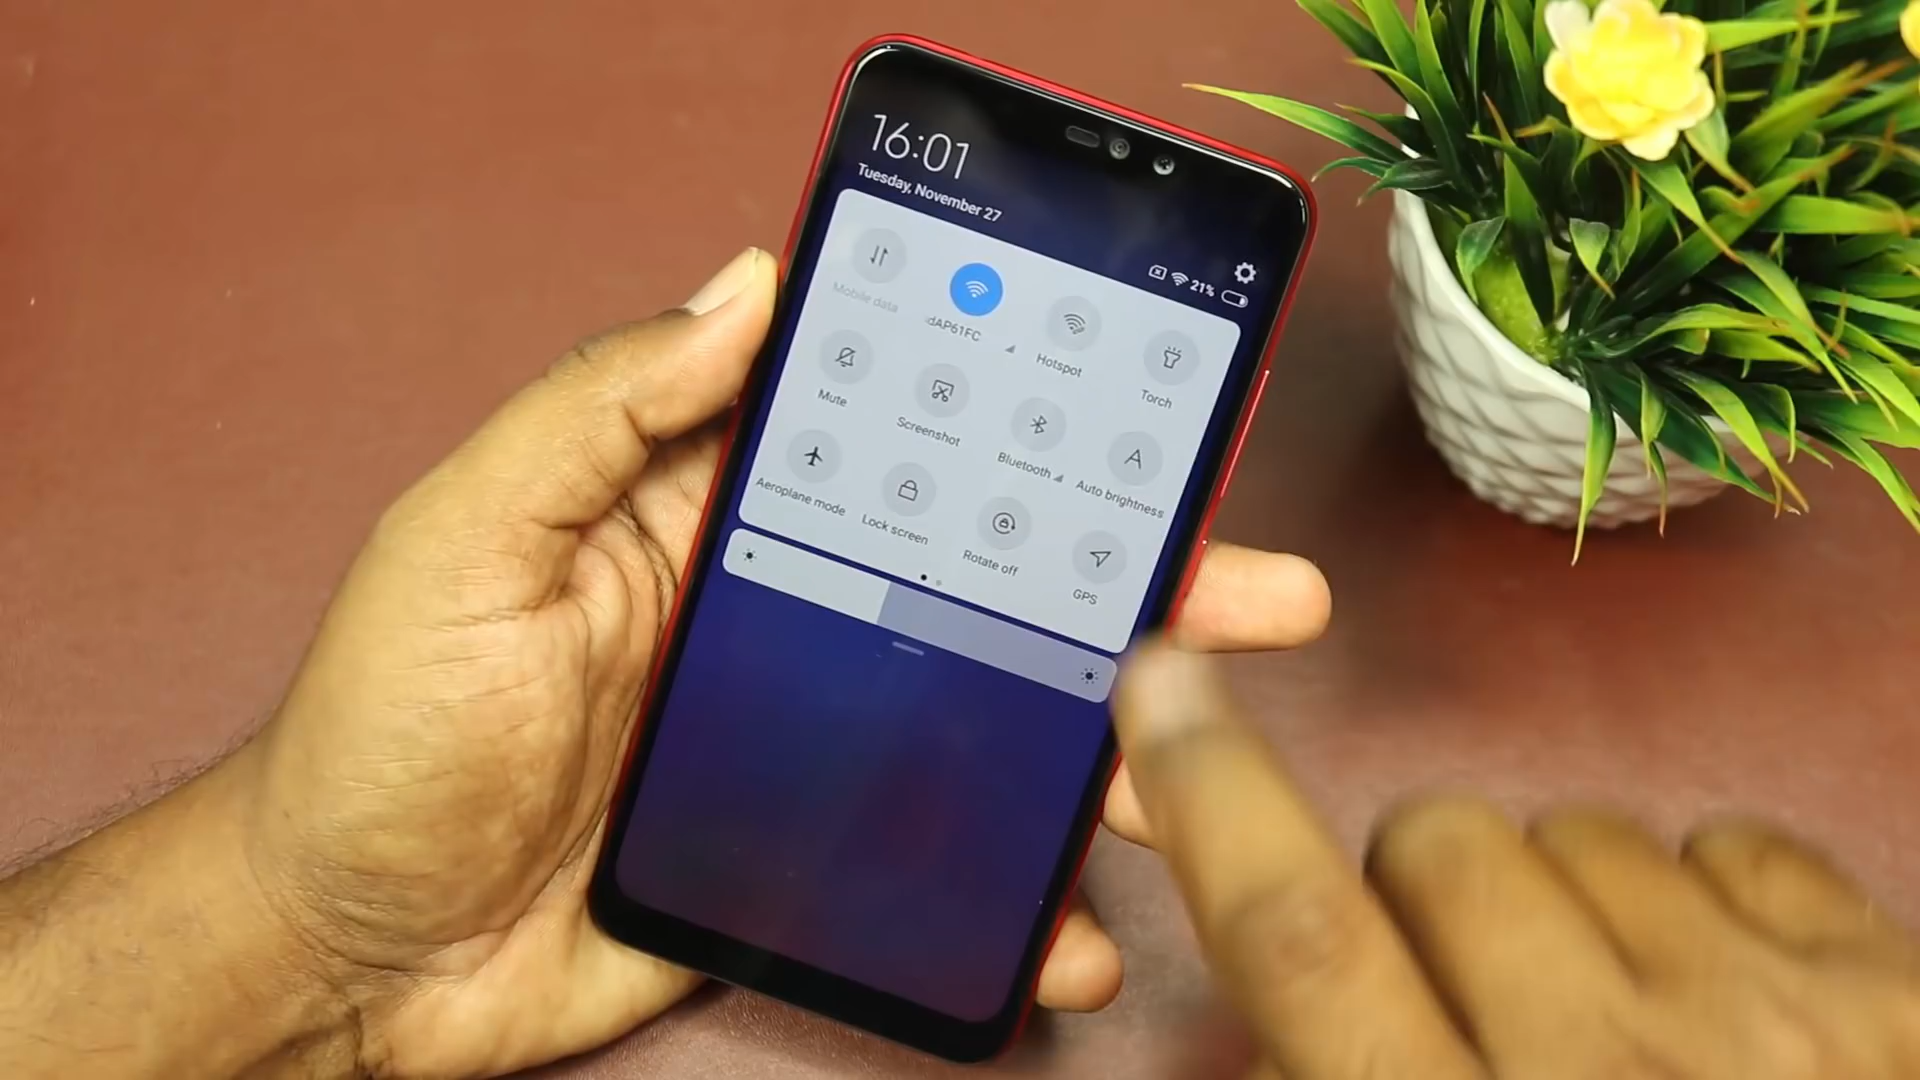 16:01
Tuesday, November 27
21%
Mobile data
dAP61FC
Hotspot
Torch
Mute
Screenshot
Bluetooth
Auto brightness
Aeroplane mode
Lock screen
Rotate off
GPS